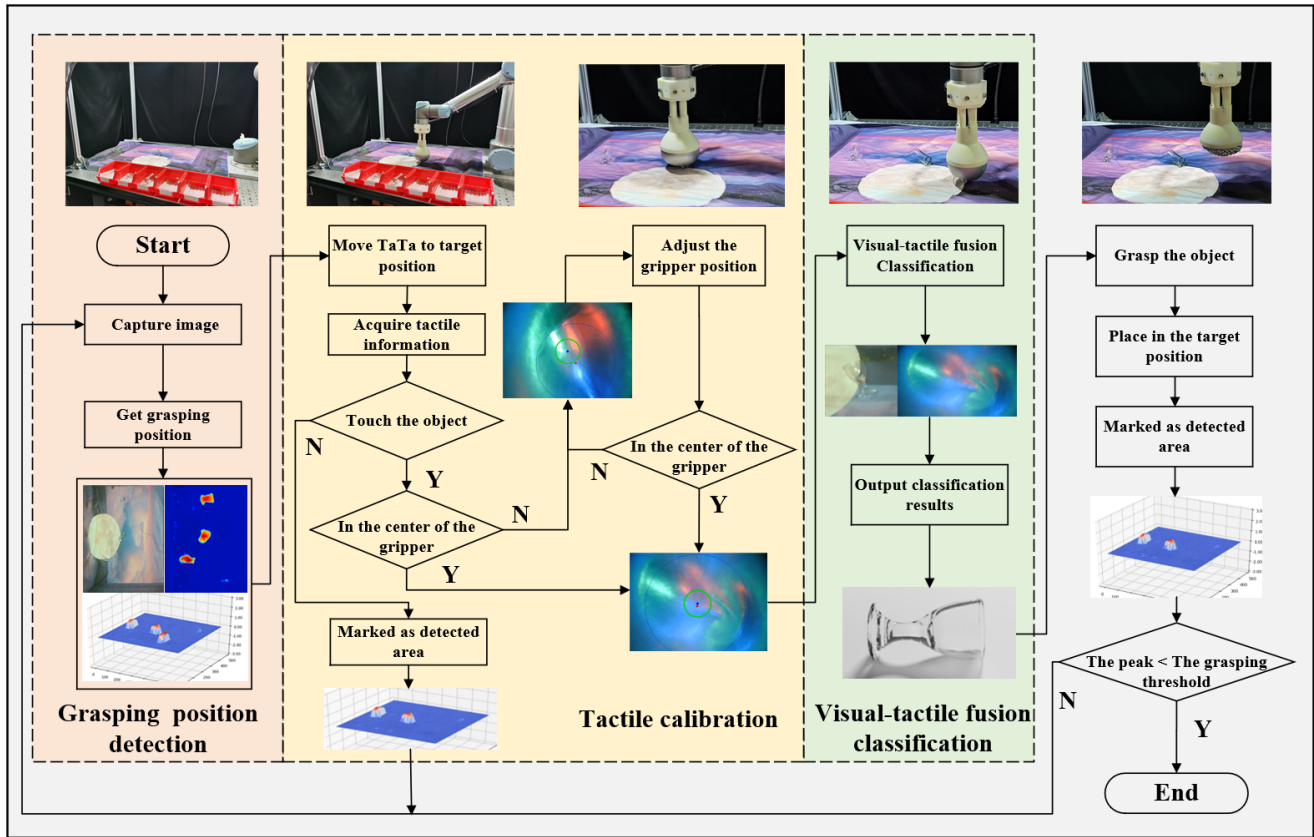 Start
Capture image
Get grasping
position
Grasping position
detection
Move TaTa to target
position
Acquire tactile
information
Touch the object
N
Y
In the center of the
gripper
N
Y
Marked as detected
area
Adjust the
gripper position
In the center of the
gripper
N
Y
Tactile calibration
Visual-tactile fusion
Classification
Output classification
results
Visual-tactile fusion
classification
Grasp the object
Place in the target
position
Marked as detected
area
The peak < The grasping
threshold
N
Y
End